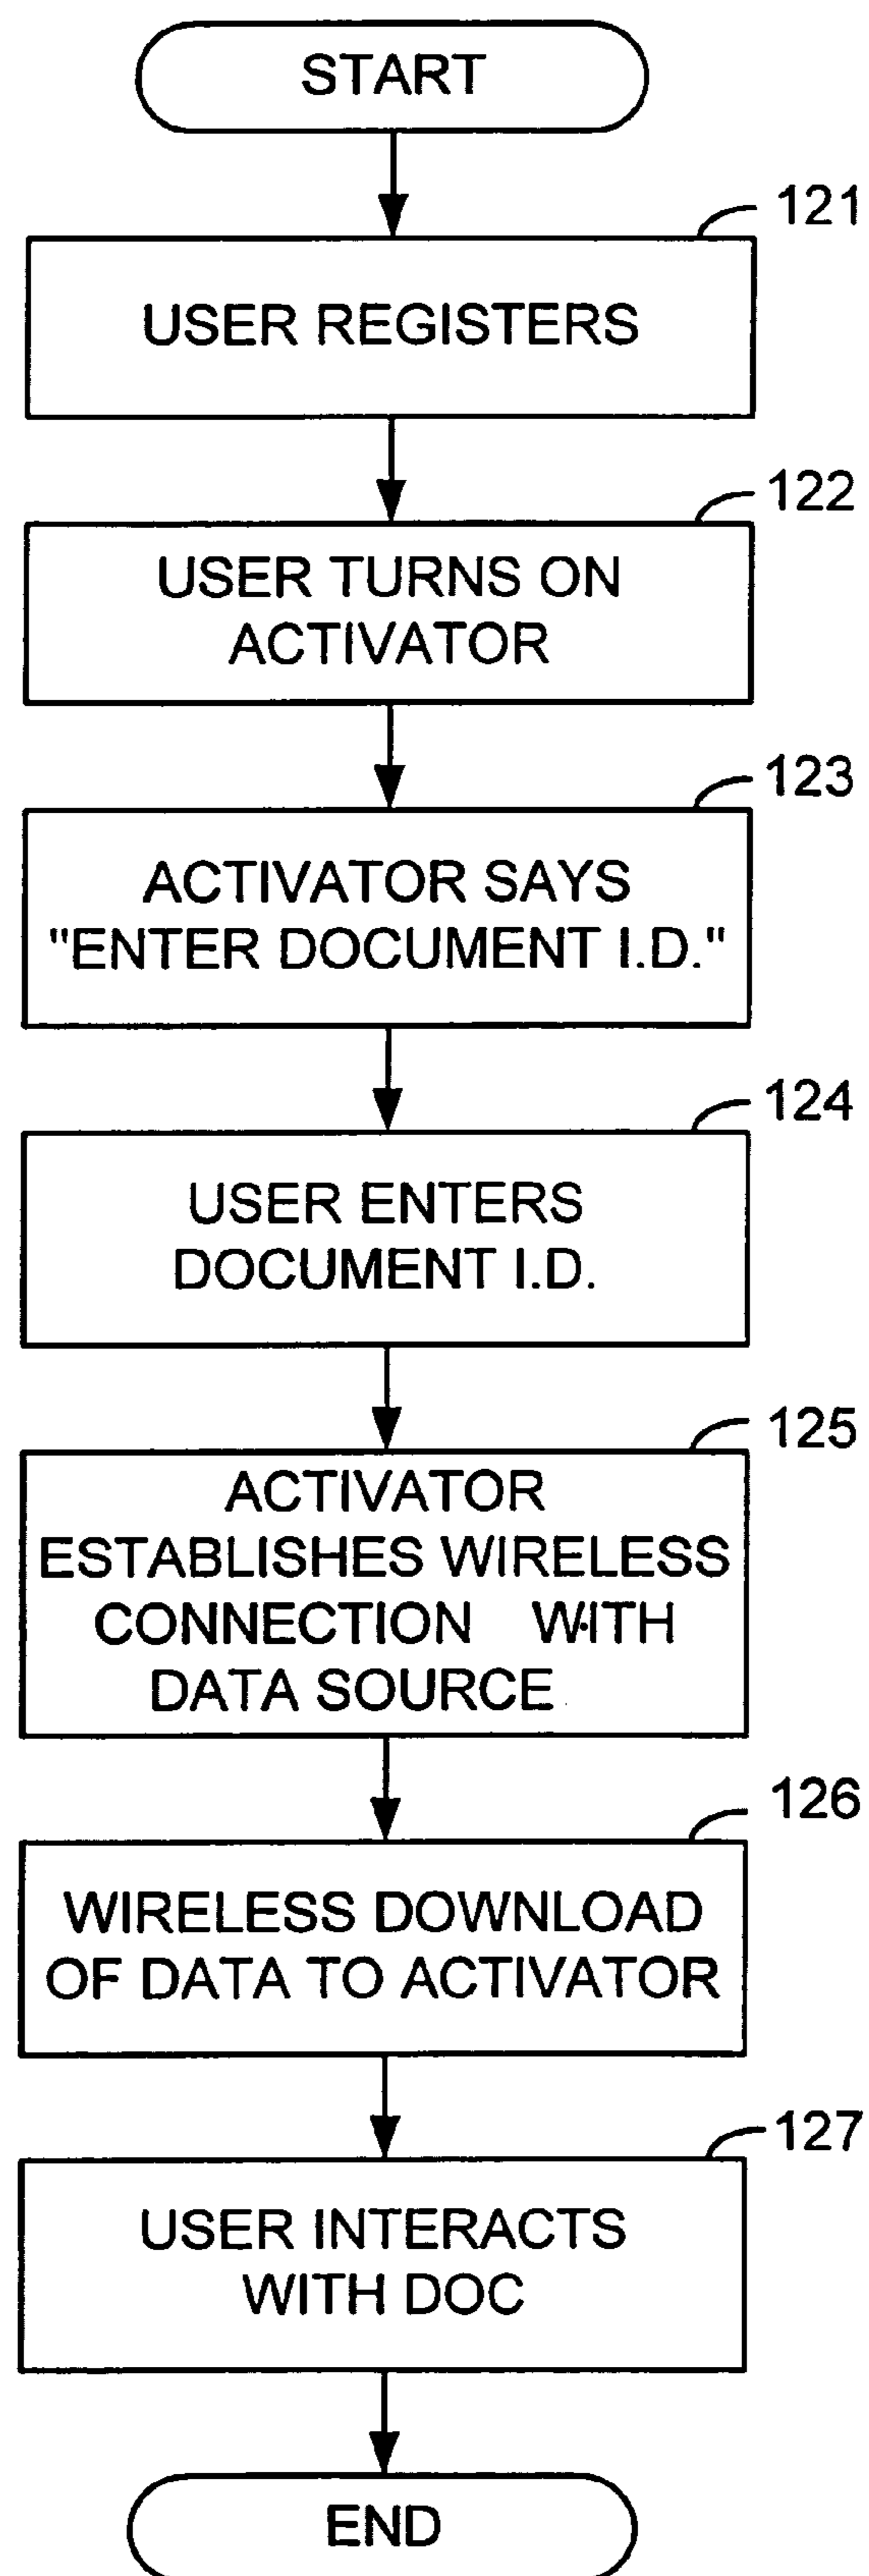 START
121
USER REGISTERS
122
USER TURNS ON
ACTIVATOR
123
ACTIVATOR SAYS
"ENTER DOCUMENT I.D."
124
USER ENTERS
DOCUMENT I.D.
125
ACTIVATOR
ESTABLISHES WIRELESS
CONNECTION WITH
DATA SOURCE
126
WIRELESS DOWNLOAD
OF DATA TO ACTIVATOR
127
USER INTERACTS
WITH DOC
END